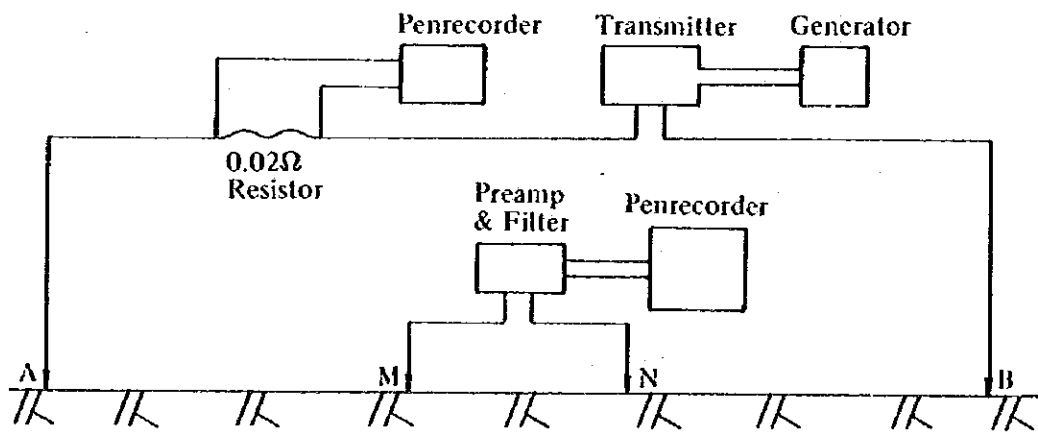 Penrecorder
Transmitter
Generator
0.02Ω
Resistor
Preamp
& Filter
Penrecorder
A
M
N
B